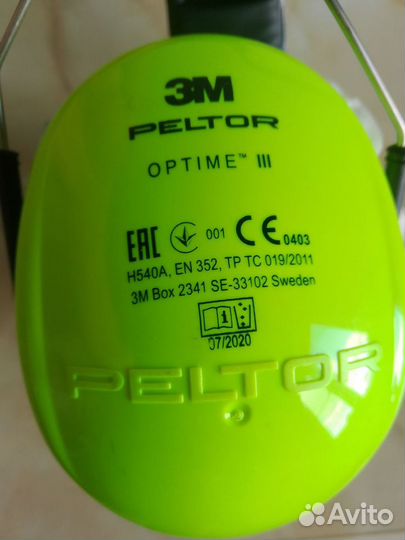 3M
PELTOR
OPTIME™ III
EAC 001 CE 0403
H540A, EN 352, TP TC 019/2011
3M Box 2341 SE-33102 Sweden
i
07/2020
PELTOR
Avito